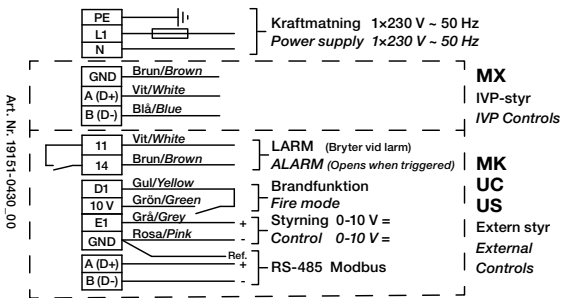 PE
L1
N
Kraftmatning 1×230 V ~ 50 Hz
Power supply 1×230 V ~ 50 Hz
GND Brun/Brown
A (D+) Vit/White
B (D-) Blå/Blue
MX
IVP-styr
IVP Controls
Art. Nr. 19151-0430_00
11 Vit/White
14 Brun/Brown
LARM (Bryter vid larm)
ALARM (Opens when triggered)
D1 Gul/Yellow
10 V Grön/Green
Brandfunktion
Fire mode
E1 Grå/Grey +
GND Rosa/Pink -
Styrning 0-10 V =
Control 0-10 V =
Ref.
A (D+) +
B (D-) -
RS-485 Modbus
MK
UC
US
Extern styr
External
Controls